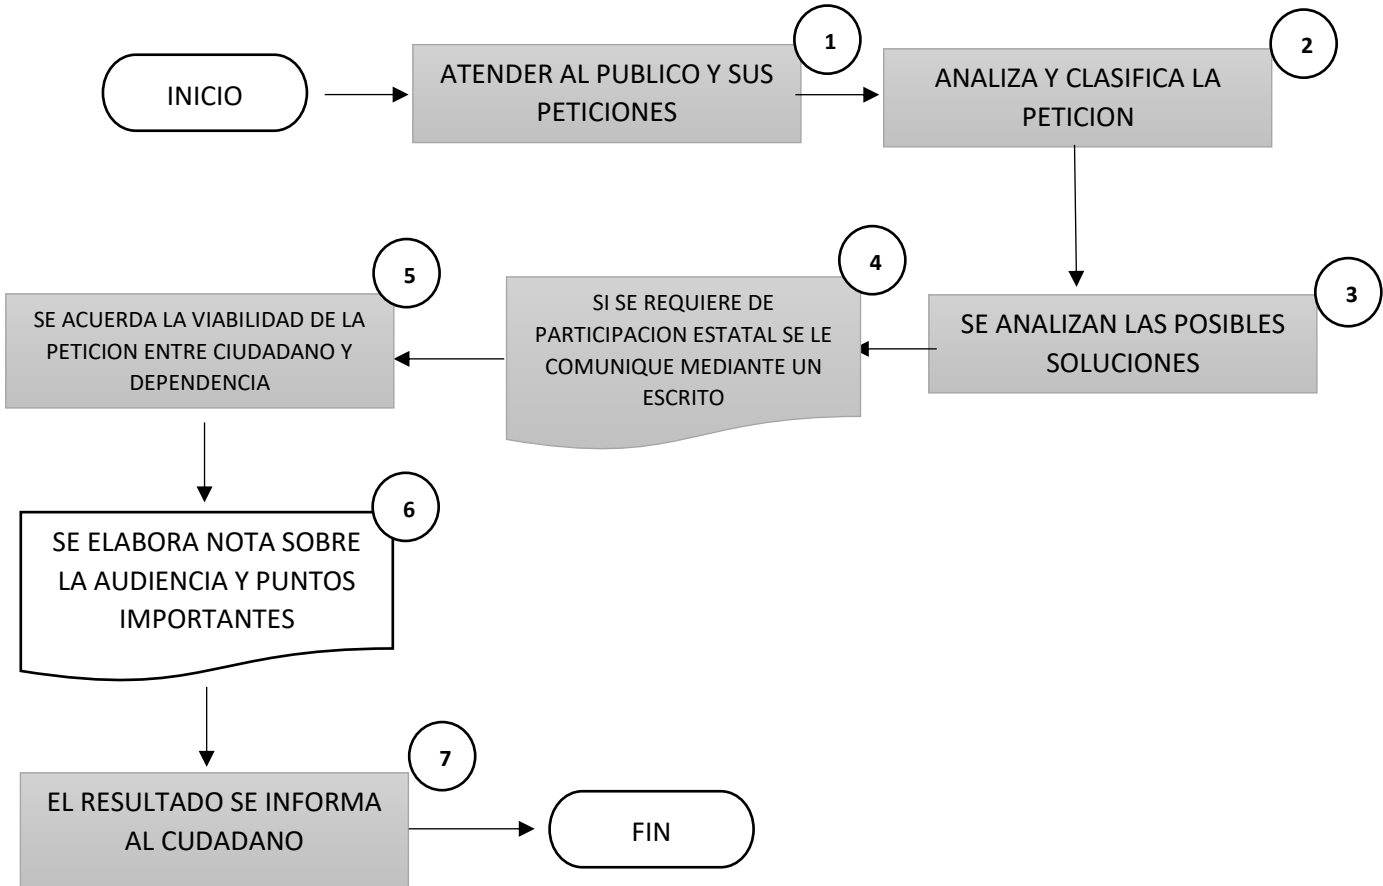 INICIO
1
ATENDER AL PUBLICO Y SUS
PETICIONES
2
ANALIZA Y CLASIFICA LA
PETICION
3
SE ANALIZAN LAS POSIBLES
SOLUCIONES
4
SI SE REQUIERE DE
PARTICIPACION ESTATAL SE LE
COMUNIQUE MEDIANTE UN
ESCRITO
5
SE ACUERDA LA VIABILIDAD DE LA
PETICION ENTRE CIUDADANO Y
DEPENDENCIA
6
SE ELABORA NOTA SOBRE
LA AUDIENCIA Y PUNTOS
IMPORTANTES
7
EL RESULTADO SE INFORMA
AL CUDADANO
FIN